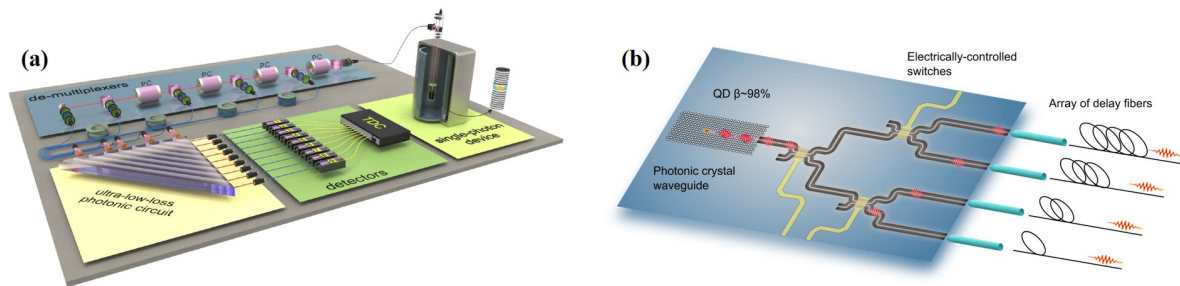 (a)
PC
PC
PC
PC
de-multiplexers
TDC
single-photon
device
detectors
ultra-low-loss
photonic circuit
(b)
Electrically-controlled
switches
QD β~98%
Array of delay fibers
Photonic crystal
waveguide